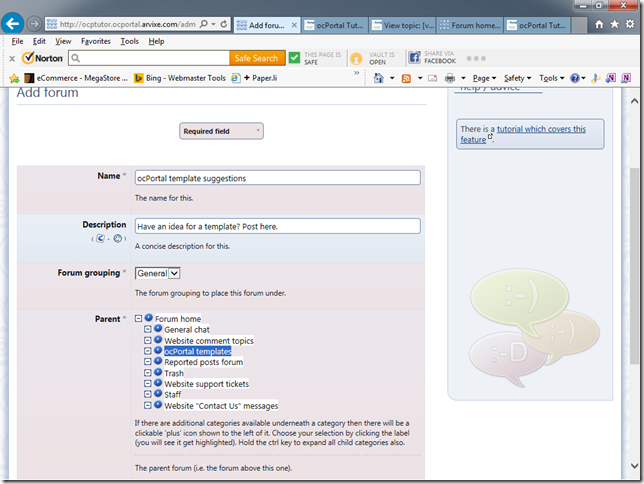 http://ocptutor.ocportal.arvixe.com/adm
Add foru...
ocPortal Tut...
View topic: [v...
Forum home...
ocPortal Tut...
File Edit View Favorites Tools Help
Norton
Safe Search
THIS PAGE IS SAFE
VAULT IS OPEN
SHARE VIA FACEBOOK
eCommerce - MegaStore ... Bing - Webmaster Tools + Paper.li
Page Safety Tools
Add forum
help / advice
Required field *
There is a tutorial which covers this
feature .
Name * ocPortal template suggestions
The name for this.
Description Have an idea for a template? Post here.
A concise description for this.
Forum grouping * General
The forum grouping to place this forum under.
Parent * Forum home
General chat
Website comment topics
ocPortal templates
Reported posts forum
Trash
Website support tickets
Staff
Website "Contact Us" messages
If there are additional categories available underneath a category then there will be a
clickable 'plus' icon shown to the left of it. Choose your selection by clicking the label
(you will see it get highlighted). Hold the ctrl key to expand all child categories also.
The parent forum (i.e. the forum above this one).